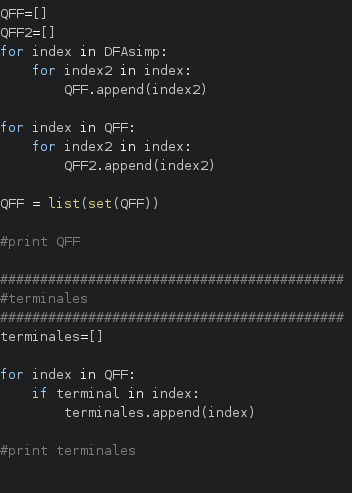 QFF=[]
QFF2=[]
for index in DFAsimp:
    for index2 in index:
        QFF.append(index2)

for index in QFF:
    for index2 in index:
        QFF2.append(index2)

QFF = list(set(QFF))

#print QFF

###########################################
#terminales
###########################################
terminales=[]

for index in QFF:
    if terminal in index:
        terminales.append(index)

#print terminales